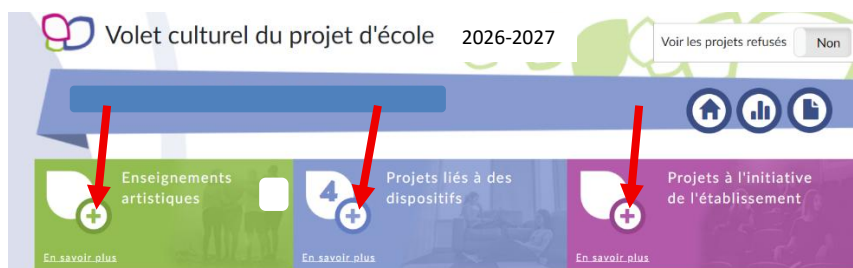 Volet culturel du projet d'école 2026-2027
Voir les projets refusés Non
Enseignements
artistiques
En savoir plus
4
Projets liés à des
dispositifs
En savoir plus
Projets à l'initiative
de l'établissement
En savoir plus